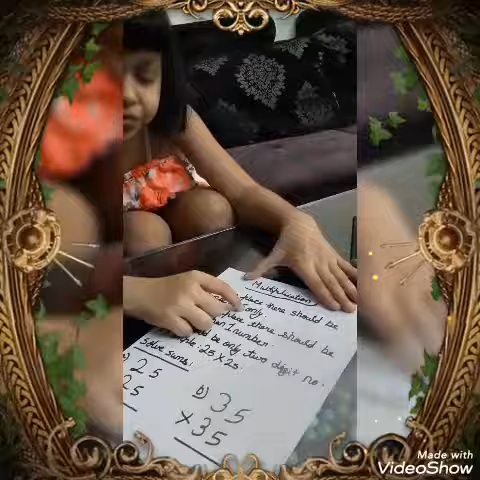 Multiplication
place there should be
only.
place there should be
than 1 number.
be only two digit no.
25 X 25.
Solve Sums:
25
25
b) 35
X 35
Made with
VideoShow